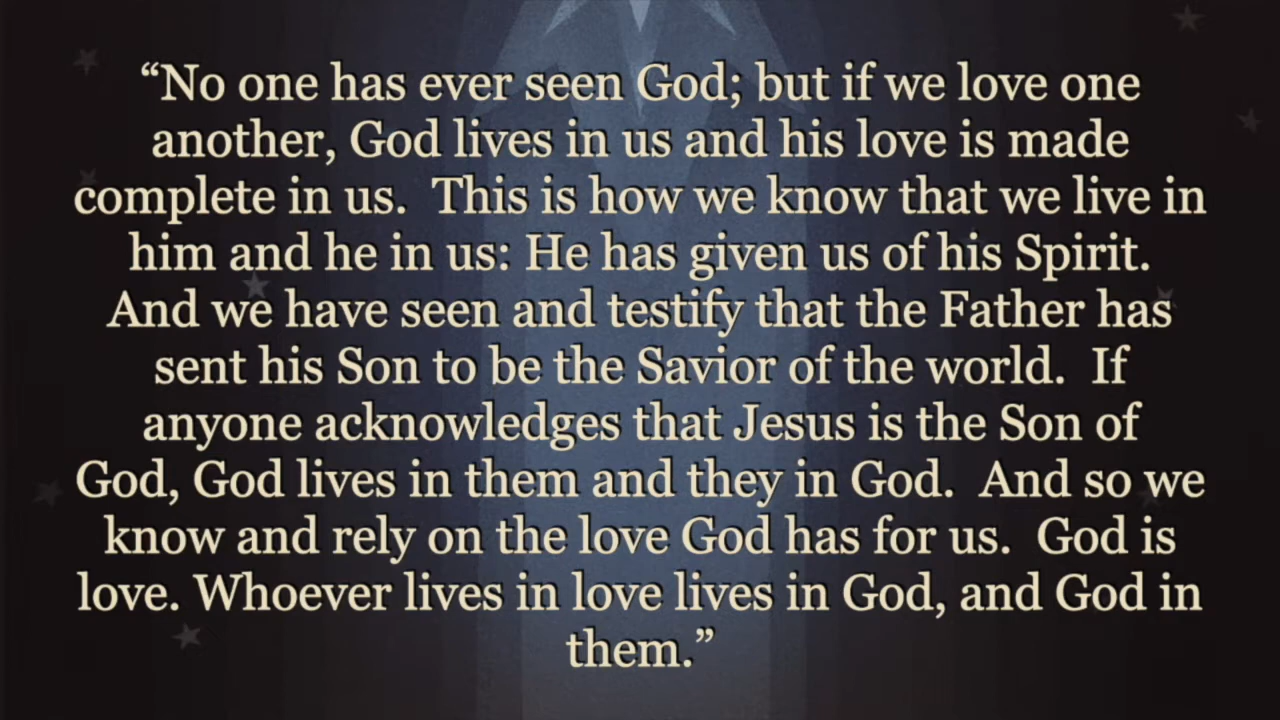 “No one has ever seen God; but if we love one
another, God lives in us and his love is made
complete in us.  This is how we know that we live in
him and he in us: He has given us of his Spirit.
And we have seen and testify that the Father has
sent his Son to be the Savior of the world.  If
anyone acknowledges that Jesus is the Son of
God, God lives in them and they in God.  And so we
know and rely on the love God has for us.  God is
love. Whoever lives in love lives in God, and God in
them.”